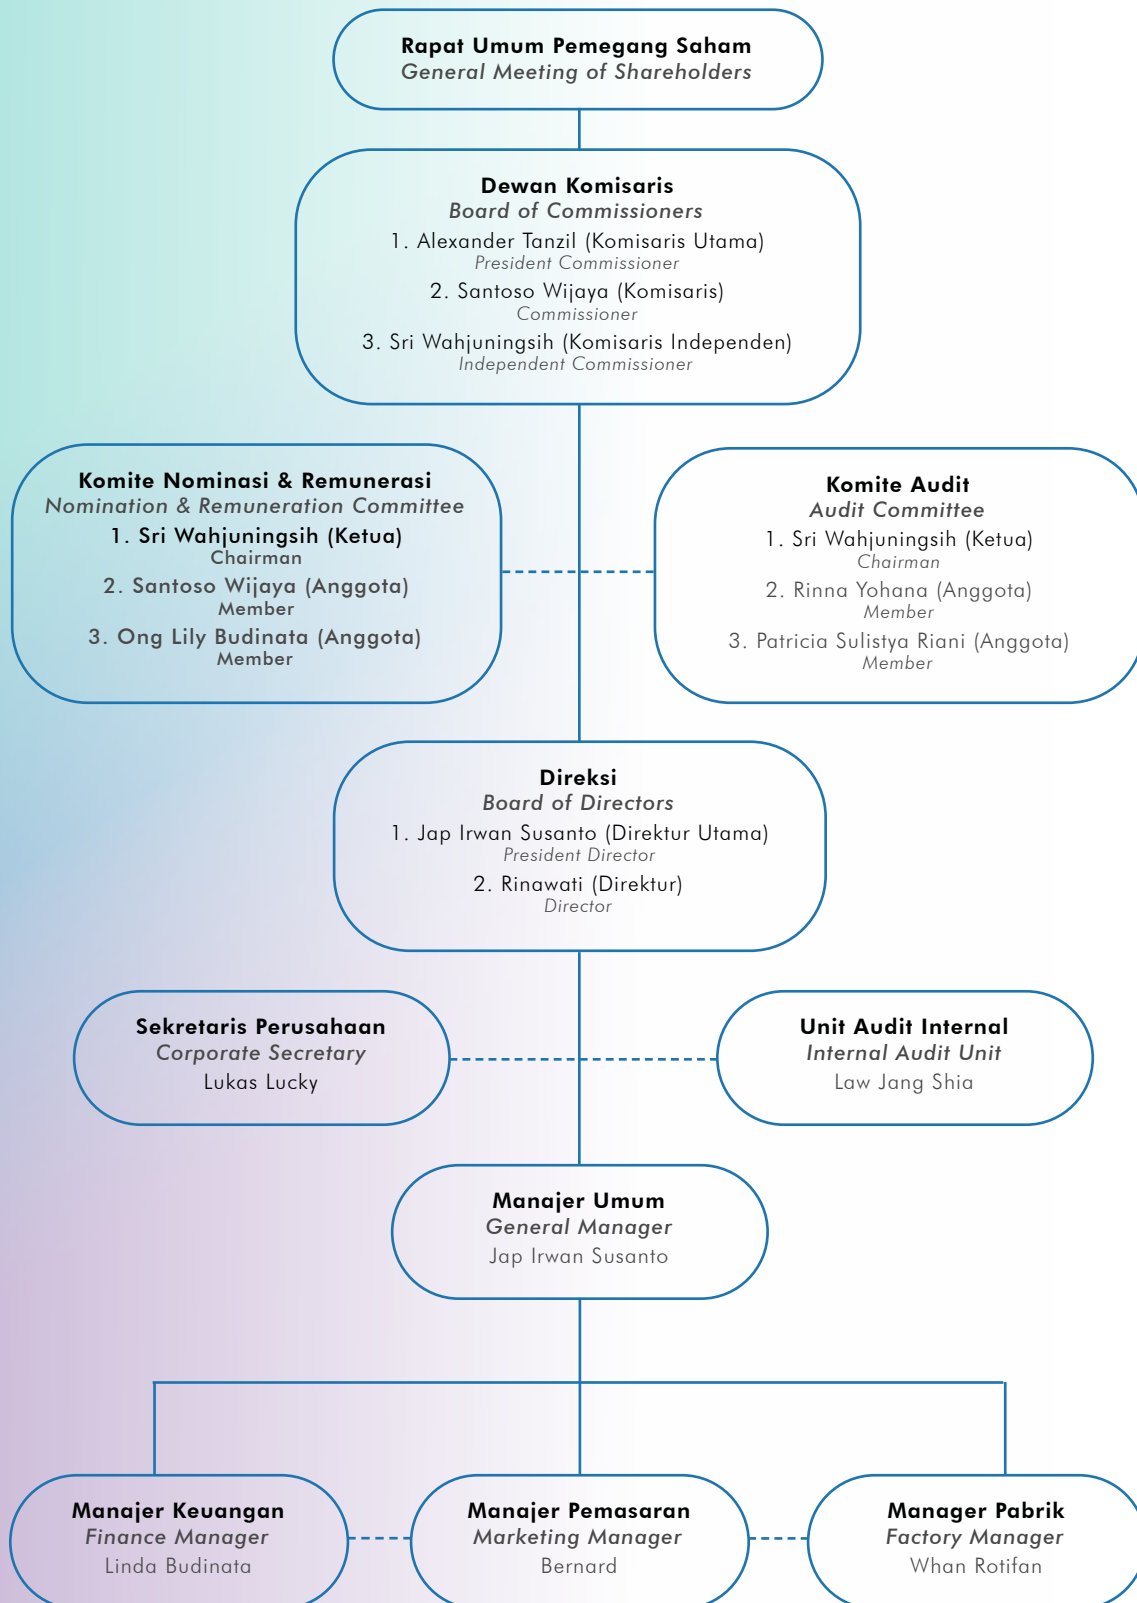 Rapat Umum Pemegang Saham
General Meeting of Shareholders
Dewan Komisaris
Board of Commissioners
1. Alexander Tanzil (Komisaris Utama)
President Commissioner
2. Santoso Wijaya (Komisaris)
Commissioner
3. Sri Wahjuningsih (Komisaris Independen)
Independent Commissioner
Komite Nominasi & Remunerasi
Nomination & Remuneration Committee
1. Sri Wahjuningsih (Ketua)
Chairman
2. Santoso Wijaya (Anggota)
Member
3. Ong Lily Budinata (Anggota)
Member
Komite Audit
Audit Committee
1. Sri Wahjuningsih (Ketua)
Chairman
2. Rinna Yohana (Anggota)
Member
3. Patricia Sulistya Riani (Anggota)
Member
Direksi
Board of Directors
1. Jap Irwan Susanto (Direktur Utama)
President Director
2. Rinawati (Direktur)
Director
Sekretaris Perusahaan
Corporate Secretary
Lukas Lucky
Unit Audit Internal
Internal Audit Unit
Law Jang Shia
Manajer Umum
General Manager
Jap Irwan Susanto
Manajer Keuangan
Finance Manager
Linda Budinata
Manajer Pemasaran
Marketing Manager
Bernard
Manager Pabrik
Factory Manager
Whan Rotifan